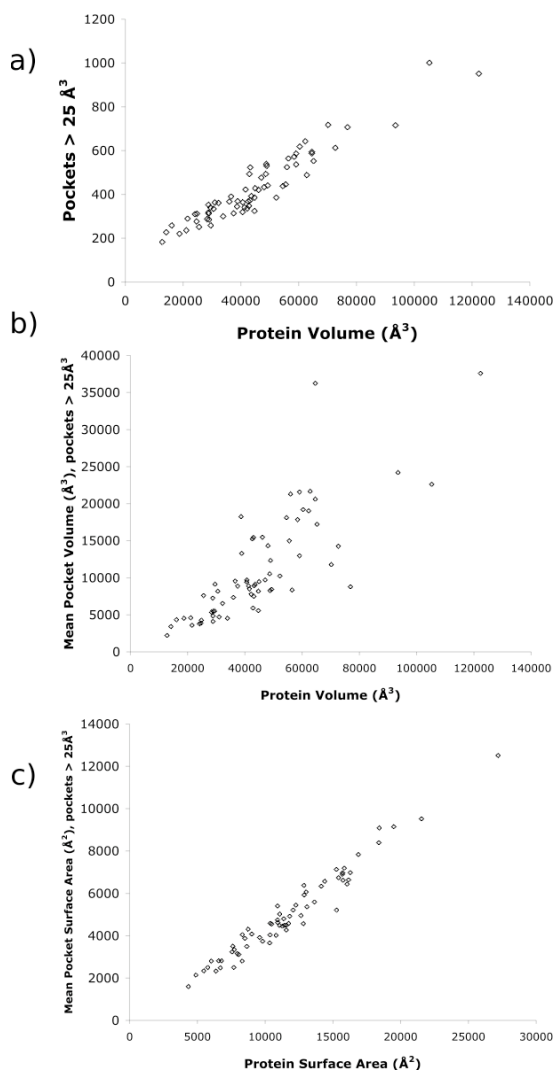 a)
Pockets > 25 Å³
1200
1000
800
600
400
200
0
0 20000 40000 60000 80000 100000 120000 140000
Protein Volume (Å³)
b)
Mean Pocket Volume (Å³), pockets > 25Å³
40000
35000
30000
25000
20000
15000
10000
5000
0
0 20000 40000 60000 80000 100000 120000 140000
Protein Volume (Å³)
c)
Mean Pocket Surface Area (Å²), pockets > 25Å³
14000
12000
10000
8000
6000
4000
2000
0
0 5000 10000 15000 20000 25000 30000
Protein Surface Area (Å²)